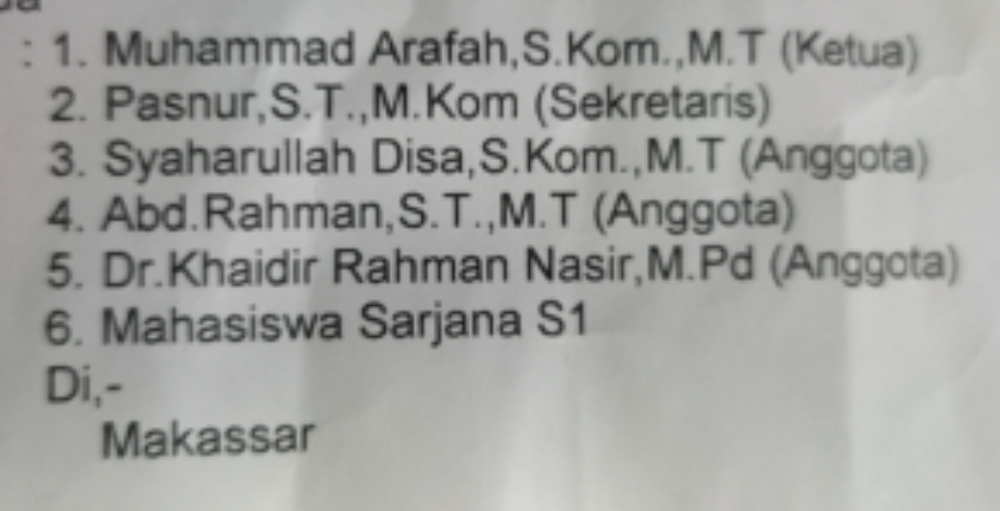 : 1. Muhammad Arafah,S.Kom.,M.T (Ketua)
2. Pasnur,S.T.,M.Kom (Sekretaris)
3. Syaharullah Disa,S.Kom.,M.T (Anggota)
4. Abd.Rahman,S.T.,M.T (Anggota)
5. Dr.Khaidir Rahman Nasir,M.Pd (Anggota)
6. Mahasiswa Sarjana S1
Di,-
Makassar